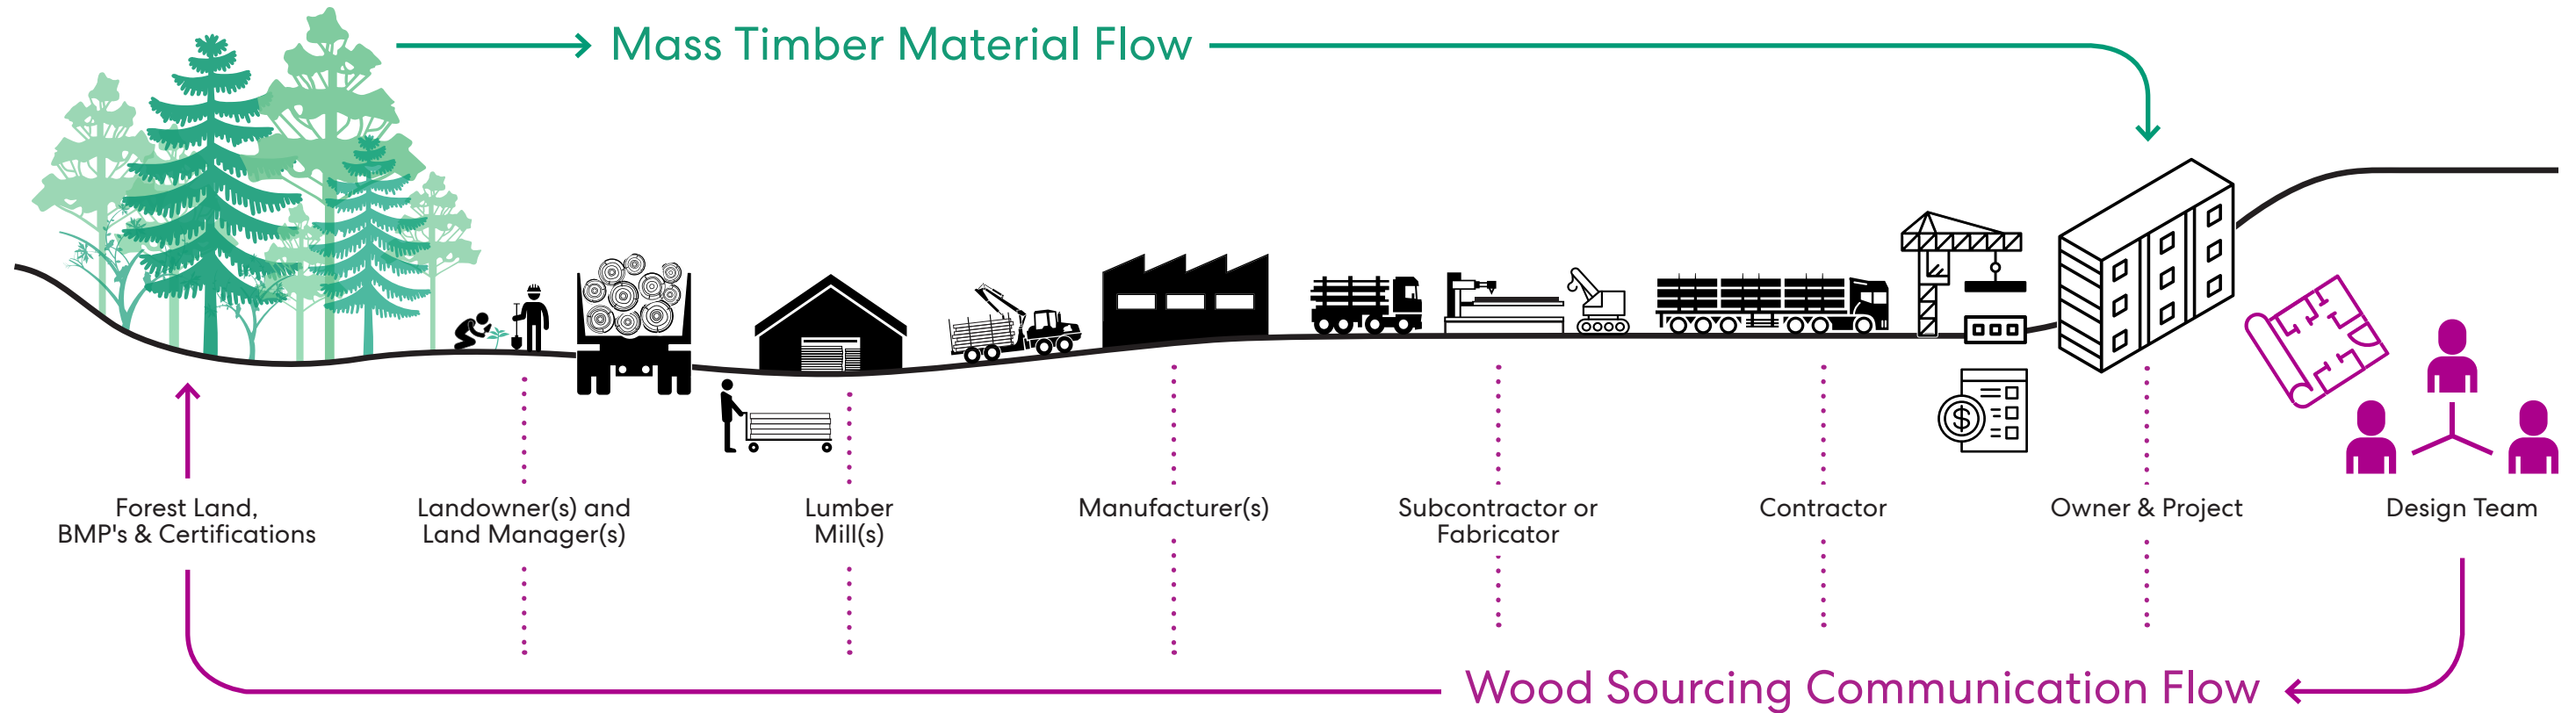 Mass Timber Material Flow
$
Forest Land,
BMP's & Certifications
Landowner(s) and
Land Manager(s)
Lumber
Mill(s)
Manufacturer(s)
Subcontractor or
Fabricator
Contractor
Owner & Project
Design Team
Wood Sourcing Communication Flow